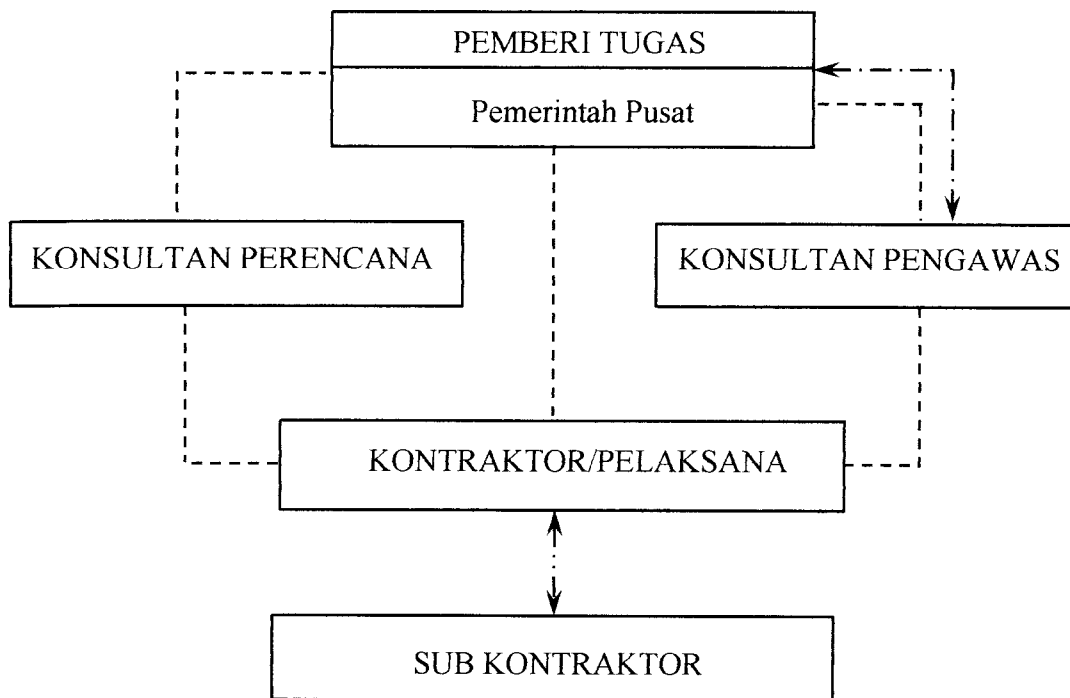 PEMBERI TUGAS
Pemerintah Pusat
KONSULTAN PERENCANA
KONSULTAN PENGAWAS
KONTRAKTOR/PELAKSANA
SUB KONTRAKTOR